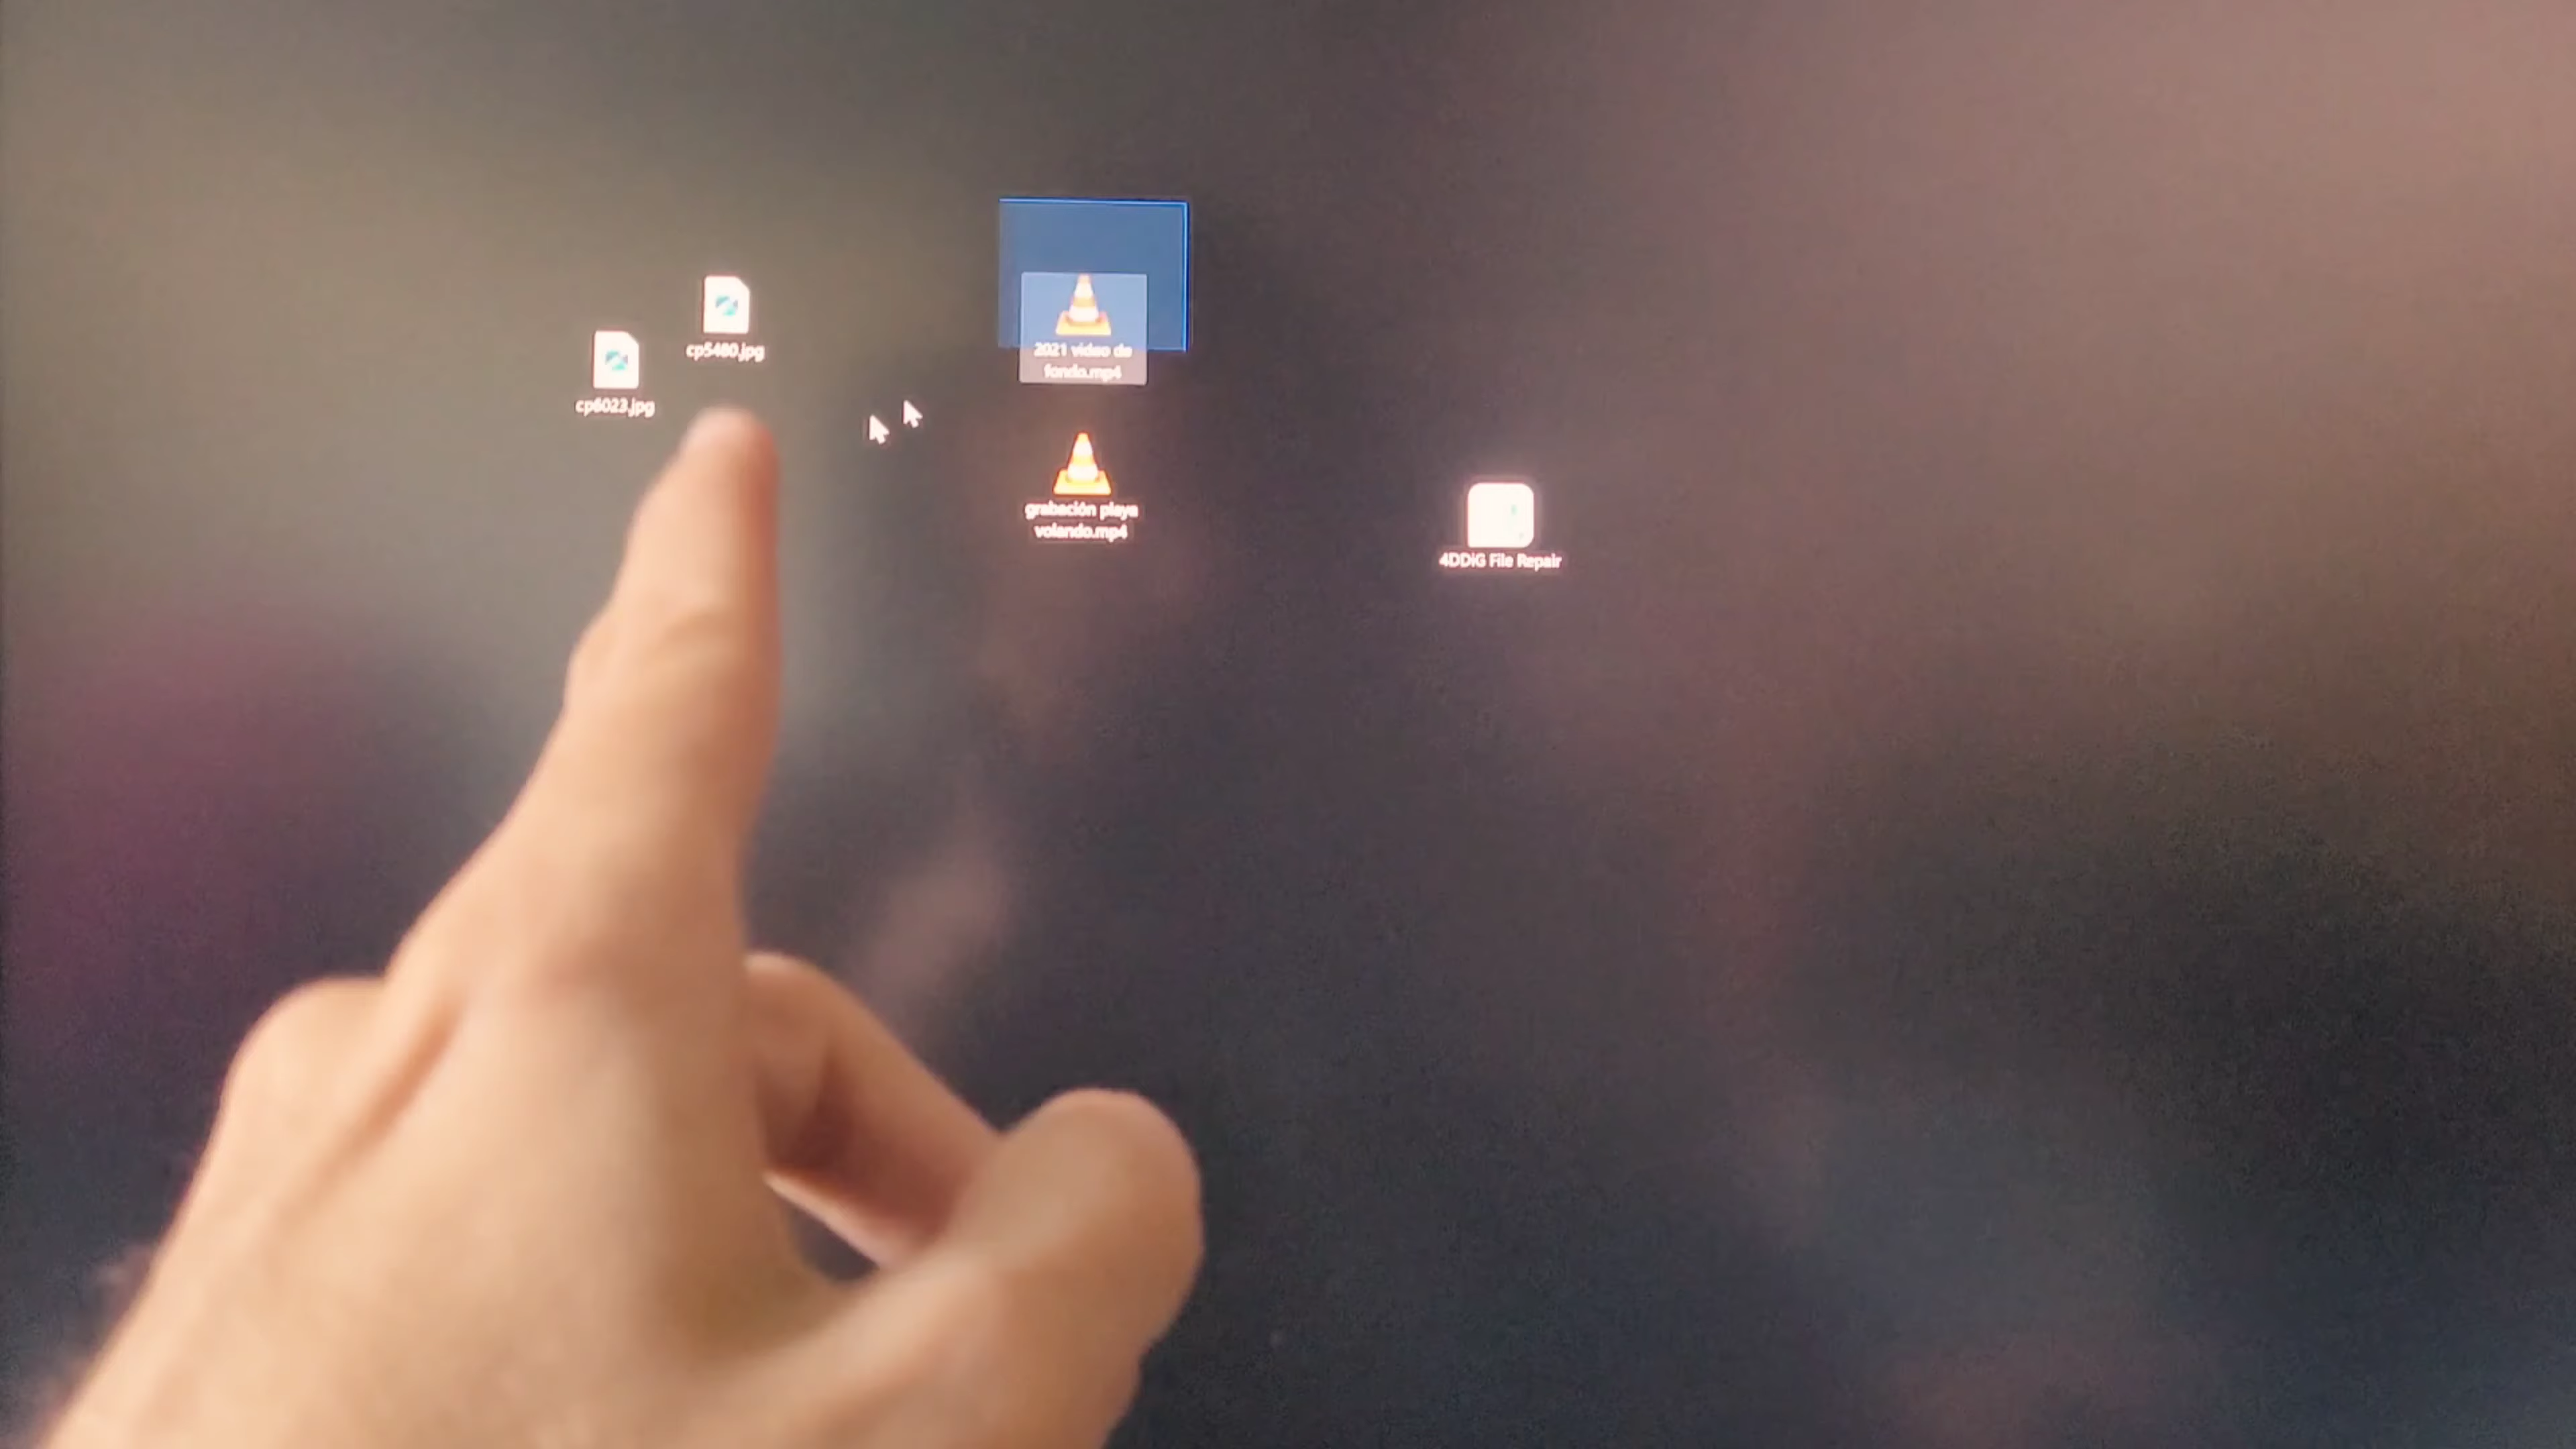 cp5480.jpg
cp6023.jpg
2021 video de
fondo.mp4
grabación playa
volando.mp4
4DDiG File Repair